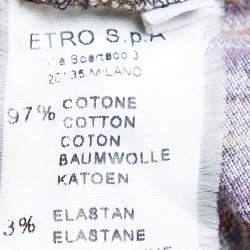 ETRO S.p.A
Via Spartaco 3
20135 MILANO
97% COTONE
COTTON
COTON
BAUMWOLLE
KATOEN
3% ELASTAN
ELASTANE